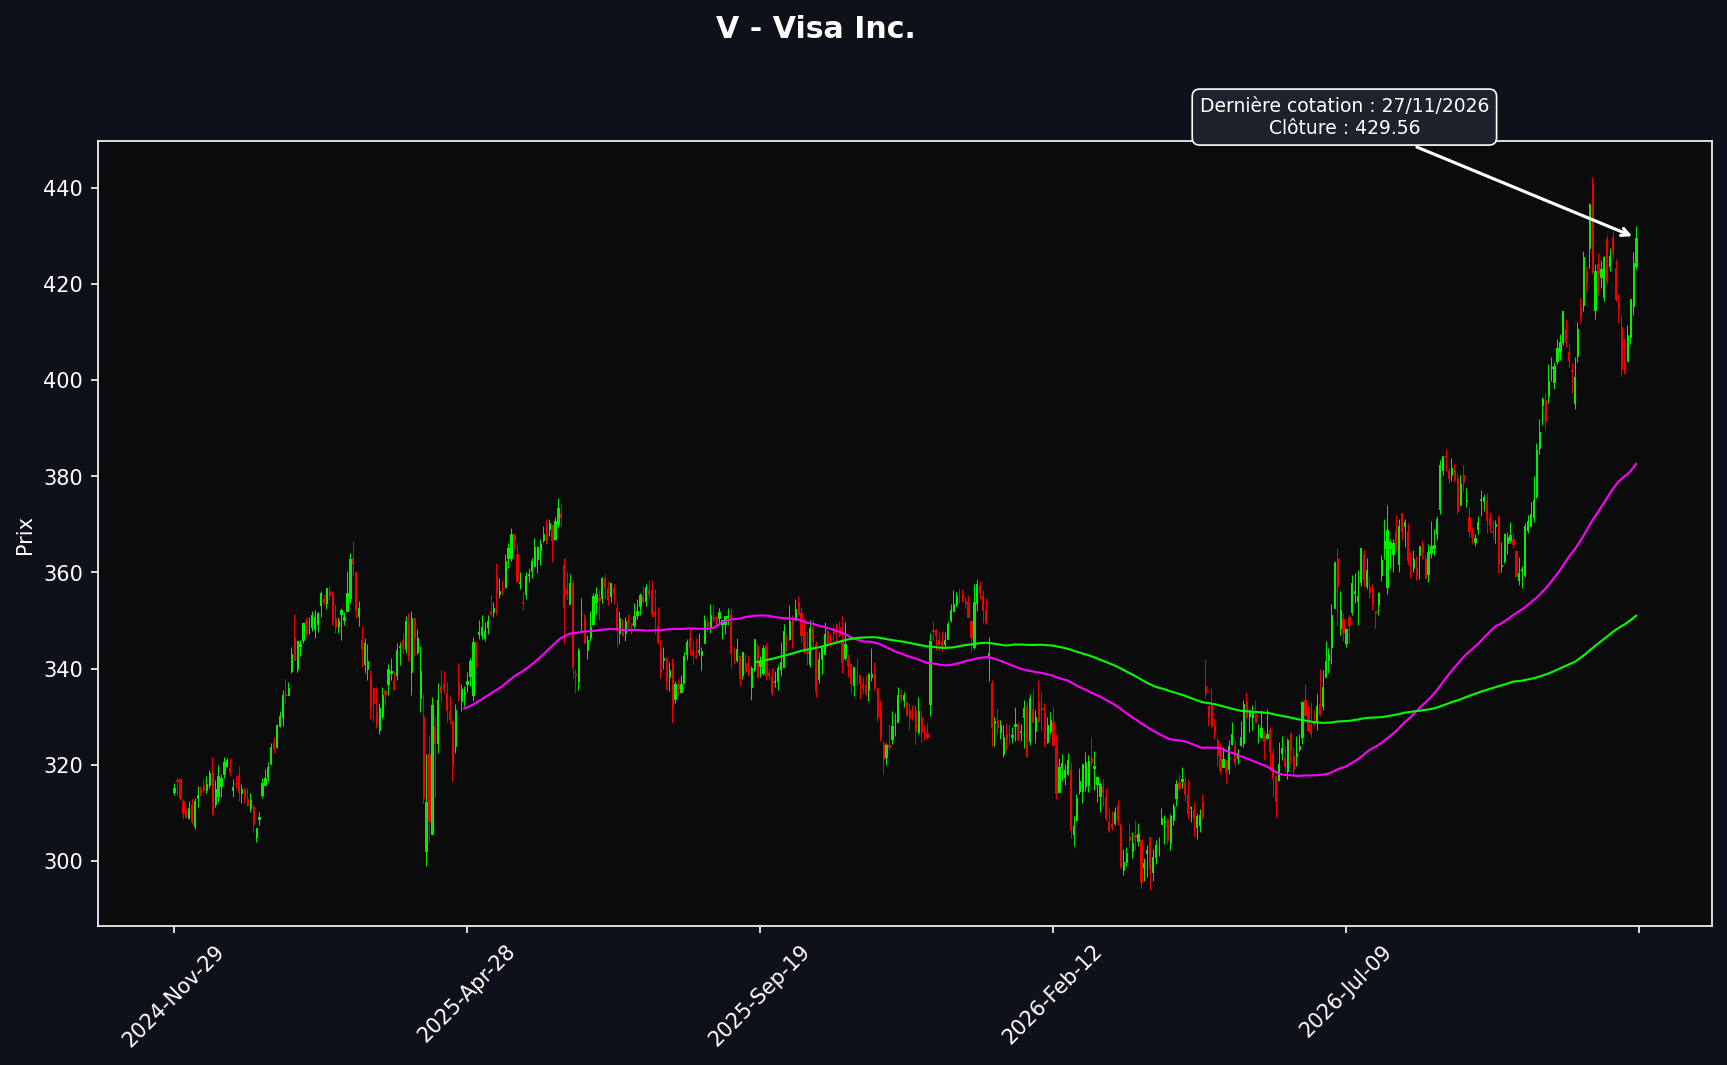 V - Visa Inc.
Dernière cotation : 27/11/2026
Clôture : 429.56
Prix
440
420
400
380
360
340
320
300
2024-Nov-29
2025-Apr-28
2025-Sep-19
2026-Feb-12
2026-Jul-09